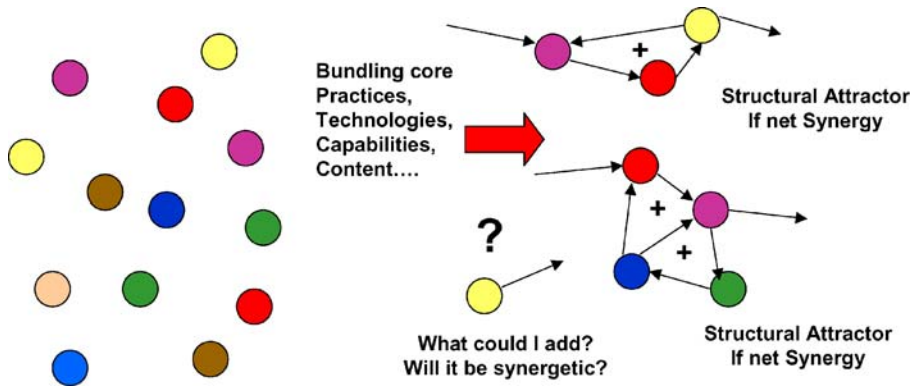 Bundling core
Practices,
Technologies,
Capabilities,
Content....
+
Structural Attractor
If net Synergy
+
+
?
What could I add?
Will it be synergetic?
Structural Attractor
If net Synergy